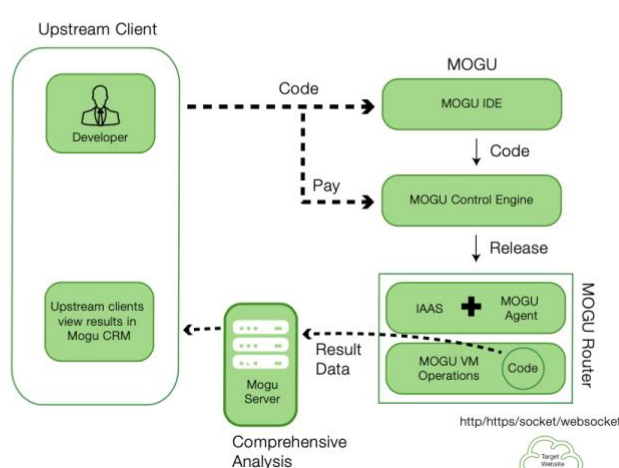 Upstream Client
Developer
Code
Pay
MOGU
MOGU IDE
Code
MOGU Control Engine
Release
IAAS
MOGU
Agent
MOGU VM
Operations
Code
MOGU Router
Result
Data
Mogu
Server
Comprehensive
Analysis
Upstream clients
view results in
Mogu CRM
http/https/socket/websocket
Target
Website